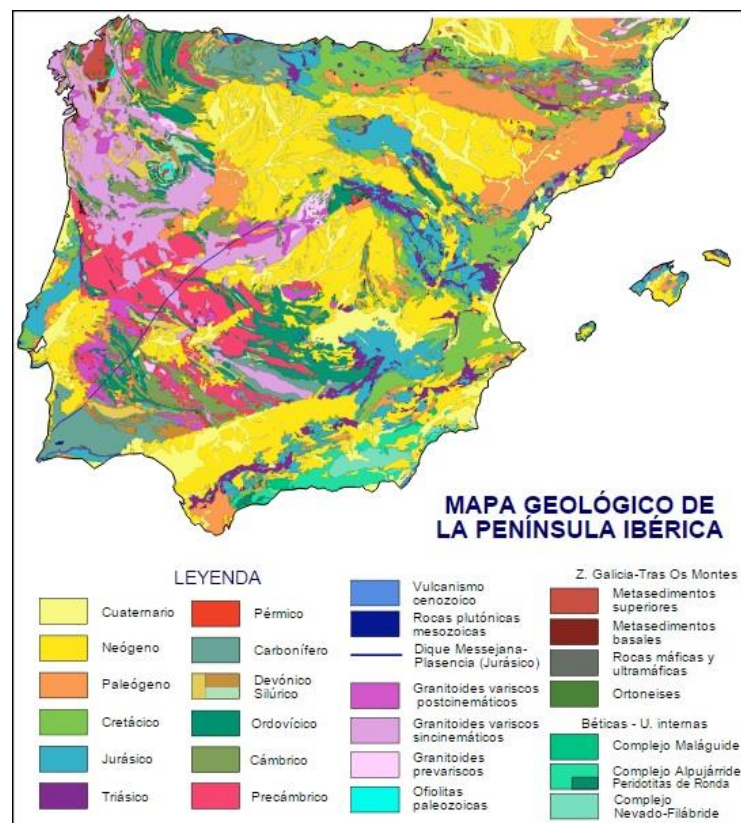 MAPA GEOLÓGICO DE
LA PENÍNSULA IBÉRICA
LEYENDA
Cuaternario
Neógeno
Paleógeno
Cretácico
Jurásico
Triásico
Pérmico
Carbonífero
Devónico
Silúrico
Ordovícico
Cámbrico
Precámbrico
Vulcanismo
cenozoico
Rocas plutónicas
mesozoicas
Dique Messejana-
Plasencia (Jurásico)
Granitoides variscos
postcinemáticos
Granitoides variscos
sincinemáticos
Granitoides
prevariscos
Ofiolitas
paleozoicas
Z. Galicia-Tras Os Montes
Metasedimentos
superiores
Metasedimentos
basales
Rocas máficas y
ultramáficas
Ortoneises
Béticas - U. internas
Complejo Maláguide
Complejo Alpujárride
Peridotitas de Ronda
Complejo
Nevado-Filábride